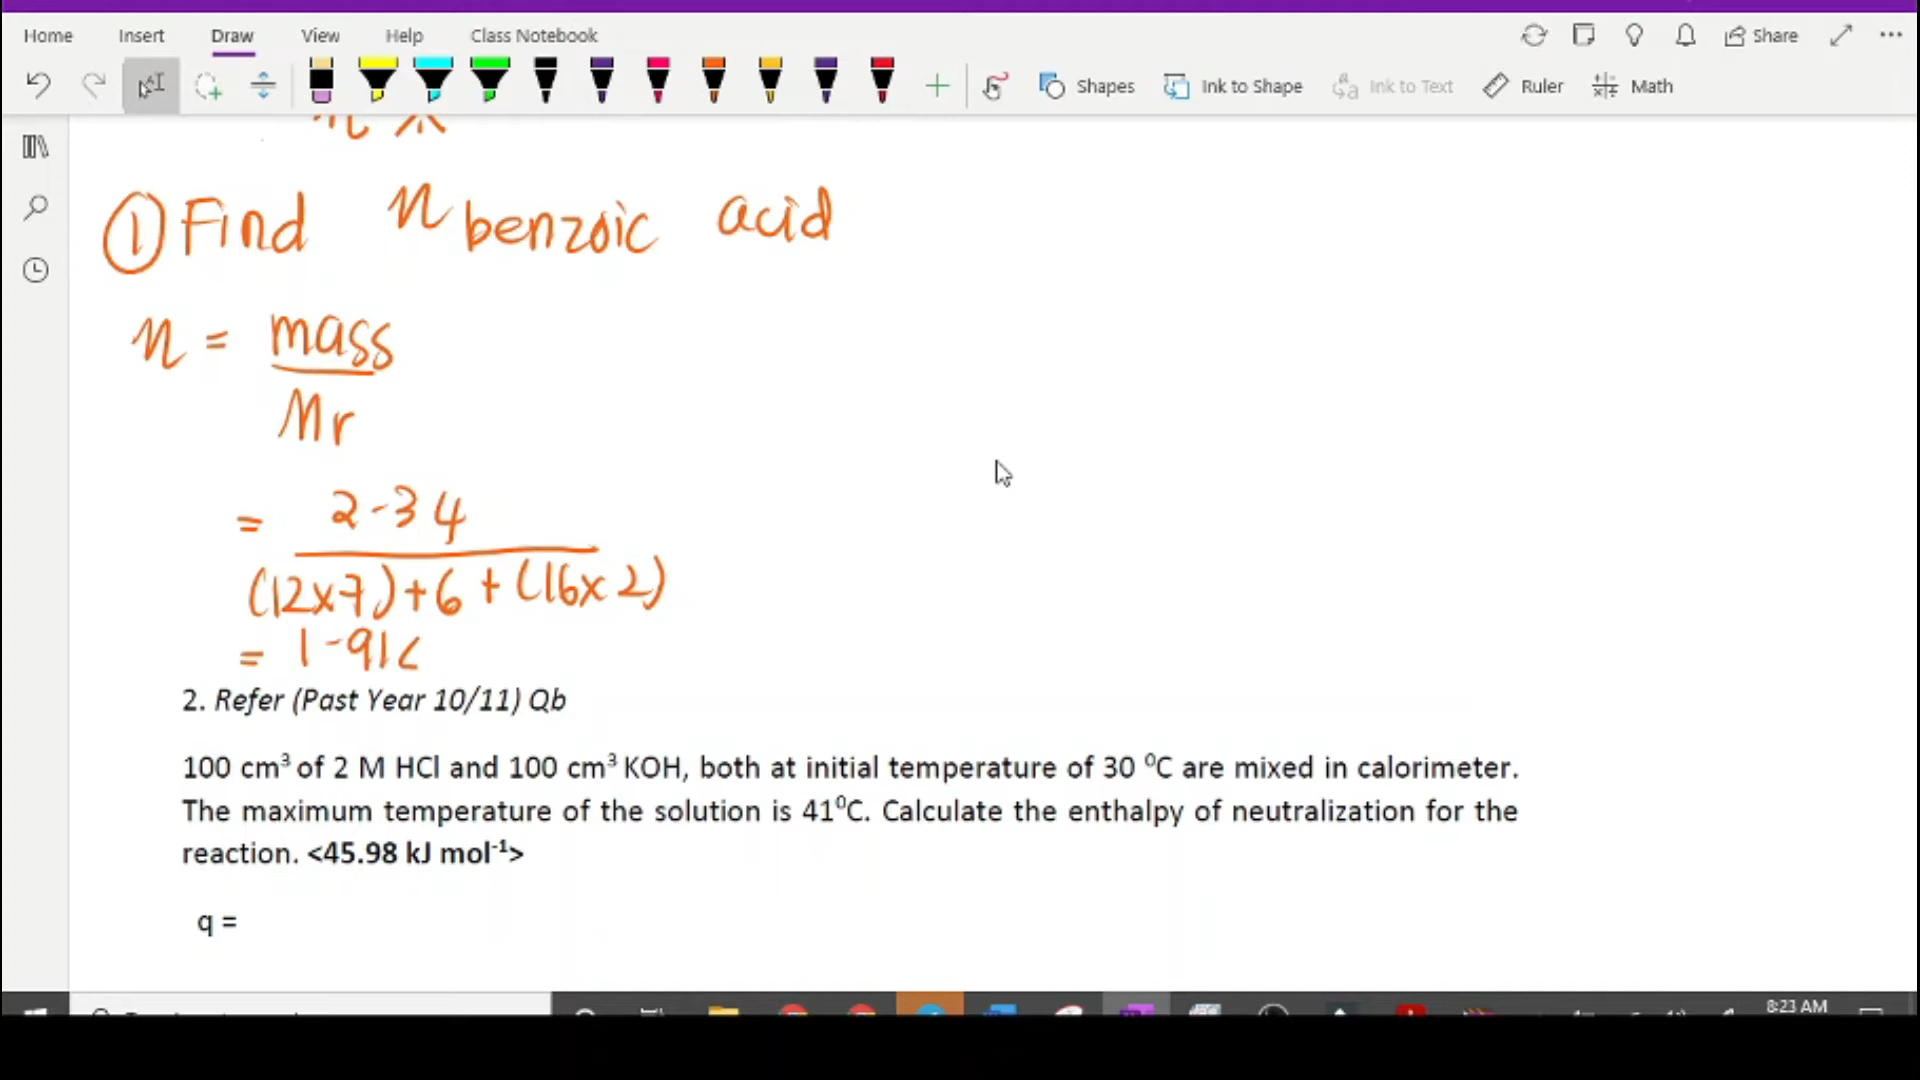 Home Insert Draw View Help Class Notebook Share
Shapes Ink to Shape Ink to Text Ruler Math
① Find n benzoic acid
n = mass
Mr
= 2.34
(12x7)+6+(16x2)
= 1.91
2. Refer (Past Year 10/11) Qb
100 cm³ of 2 M HCl and 100 cm³ KOH, both at initial temperature of 30 ⁰C are mixed in calorimeter.
The maximum temperature of the solution is 41⁰C. Calculate the enthalpy of neutralization for the
reaction. <45.98 kJ mol⁻¹>
q =
8:23 AM